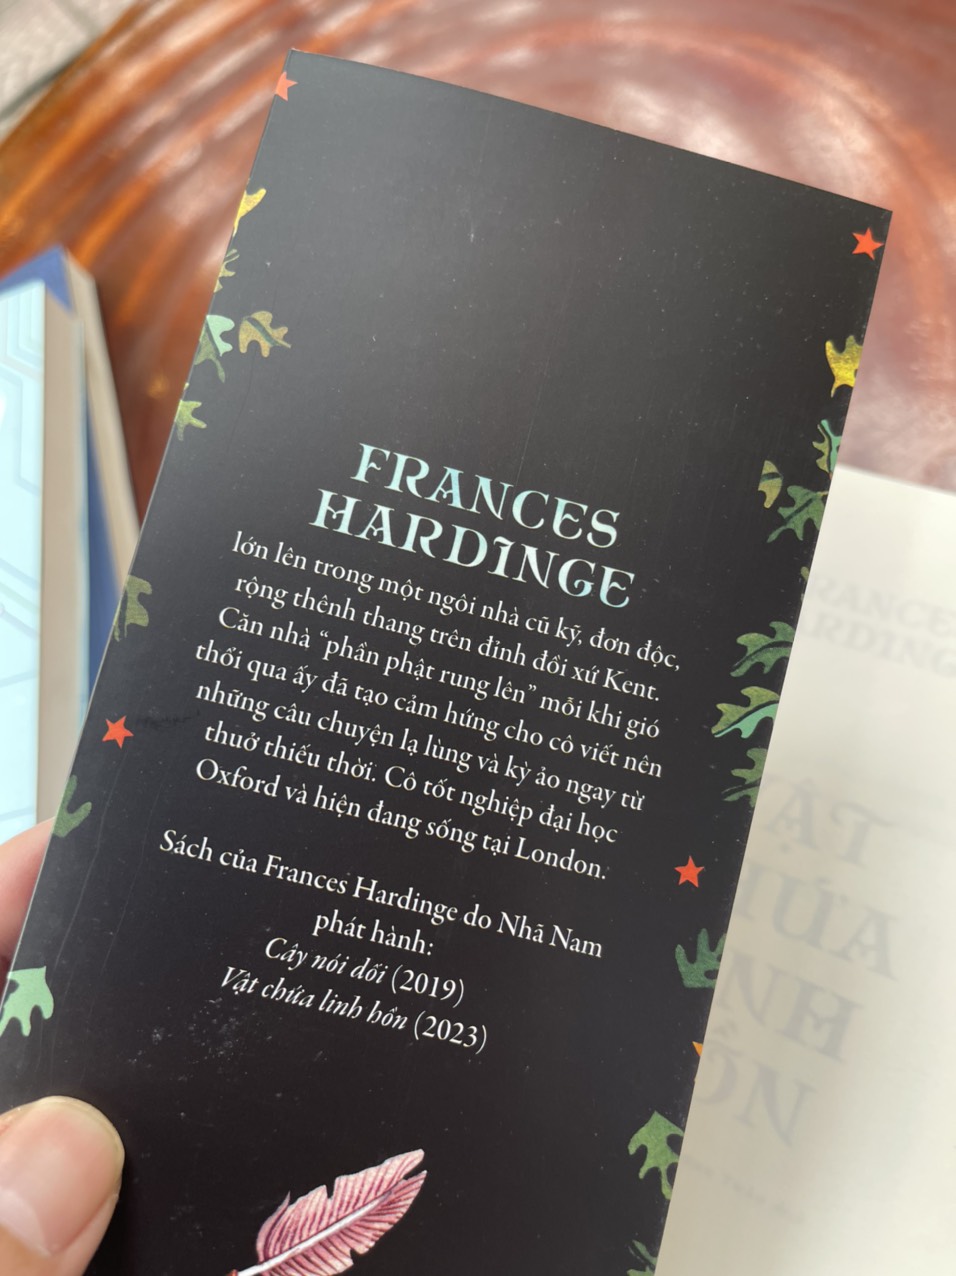 FRANCES
HARDINGE
lớn lên trong một ngôi nhà cũ kỹ, đơn độc,
rộng thênh thang trên đỉnh đồi xứ Kent.
Căn nhà “phần phật rung lên” mỗi khi gió
thổi qua ấy đã tạo cảm hứng cho cô viết nên
những câu chuyện lạ lùng và kỳ ảo ngay từ
thuở thiếu thời. Cô tốt nghiệp đại học
Oxford và hiện đang sống tại London.
Sách của Frances Hardinge do Nhã Nam
phát hành:
Cây nói dối (2019)
Vật chứa linh hồn (2023)